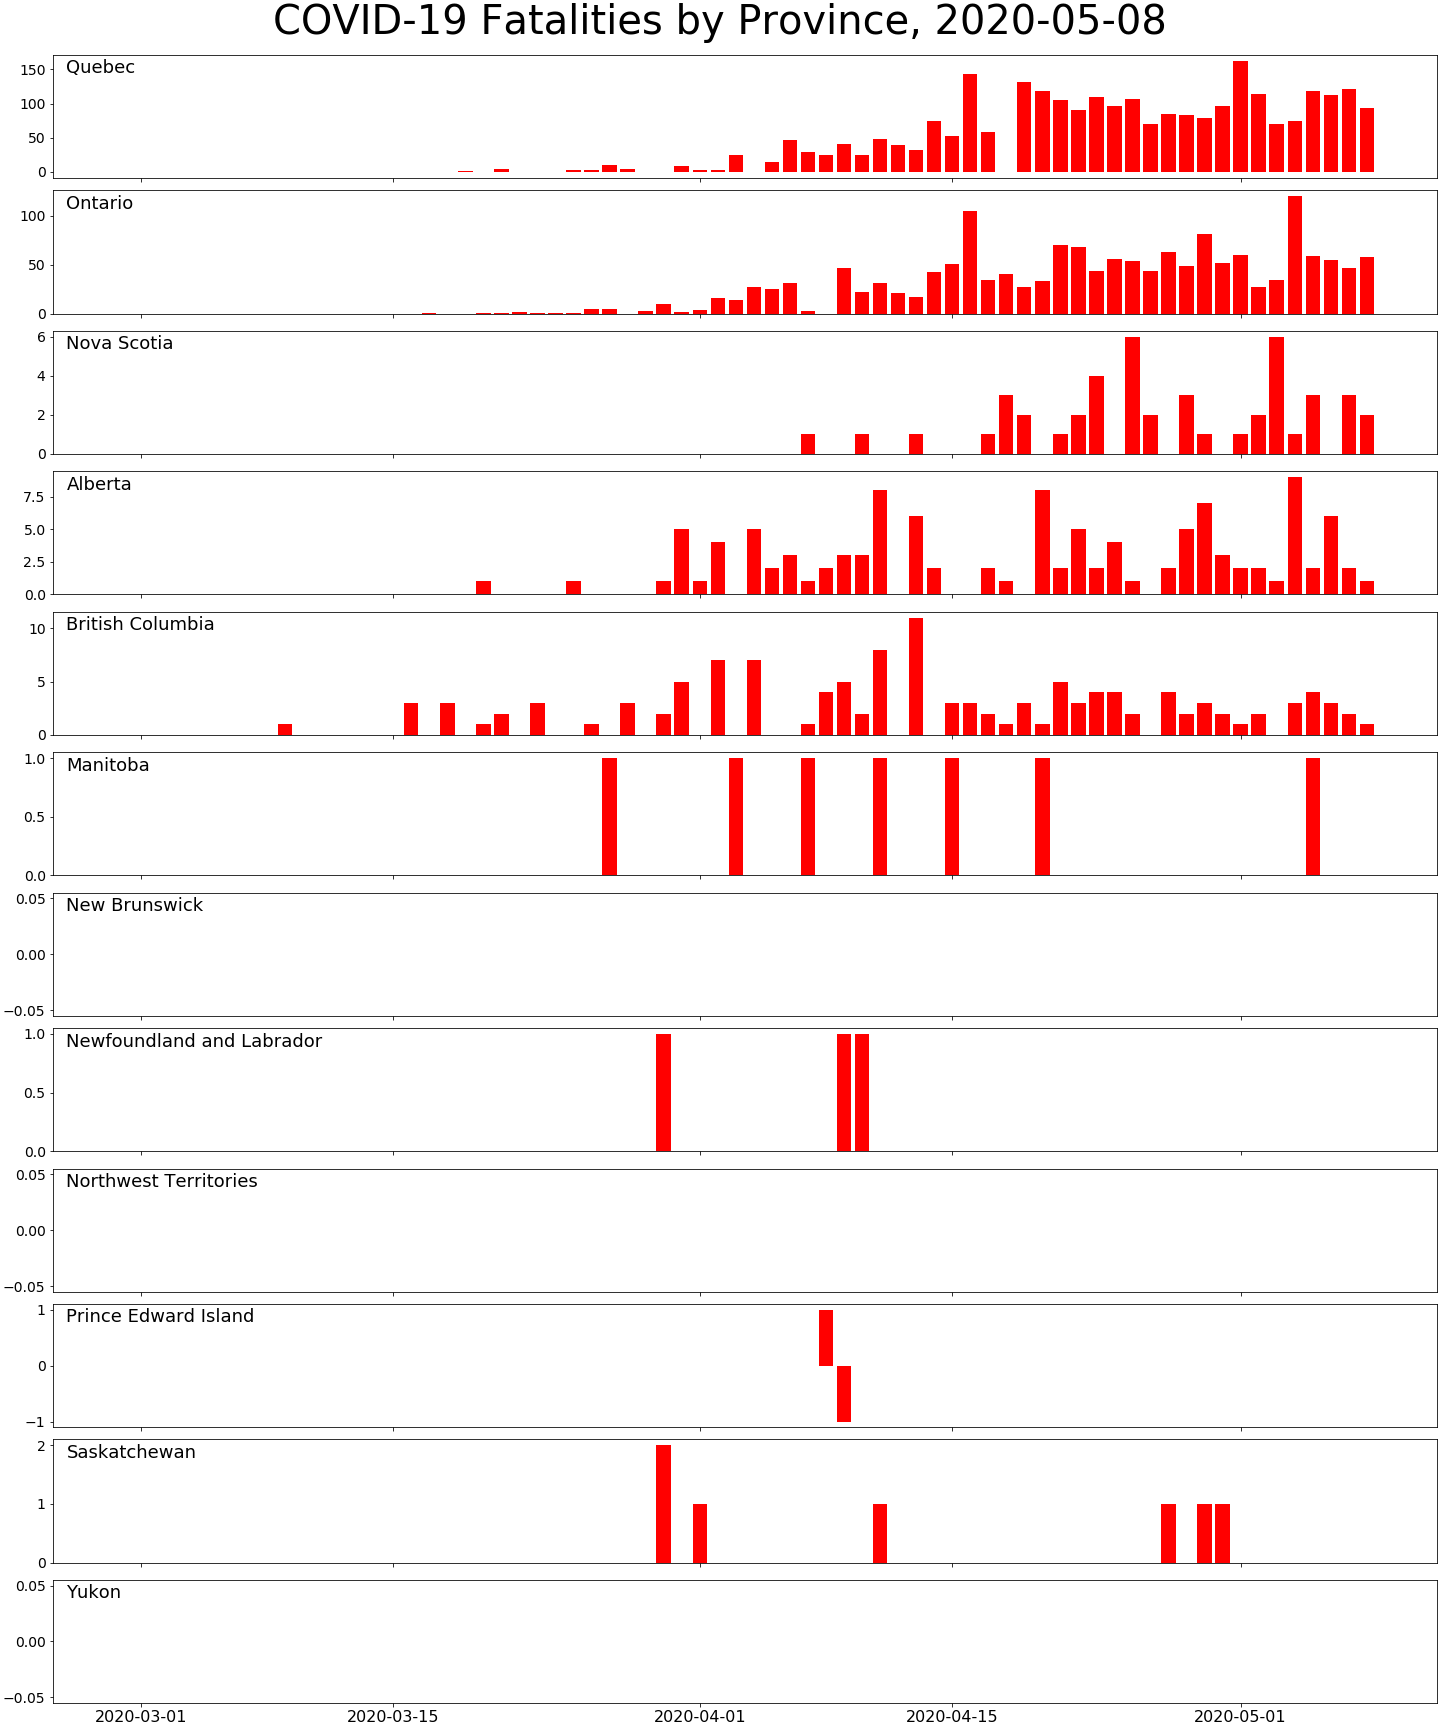 COVID-19 Fatalities by Province, 2020-05-08
Quebec
150
100
50
0
Ontario
100
50
0
Nova Scotia
6
4
2
0
Alberta
7.5
5.0
2.5
0.0
British Columbia
10
5
0
Manitoba
1.0
0.5
0.0
New Brunswick
0.05
0.00
−0.05
Newfoundland and Labrador
1.0
0.5
0.0
Northwest Territories
0.05
0.00
−0.05
Prince Edward Island
1
0
−1
Saskatchewan
2
1
0
Yukon
0.05
0.00
−0.05
2020-03-01 2020-03-15 2020-04-01 2020-04-15 2020-05-01